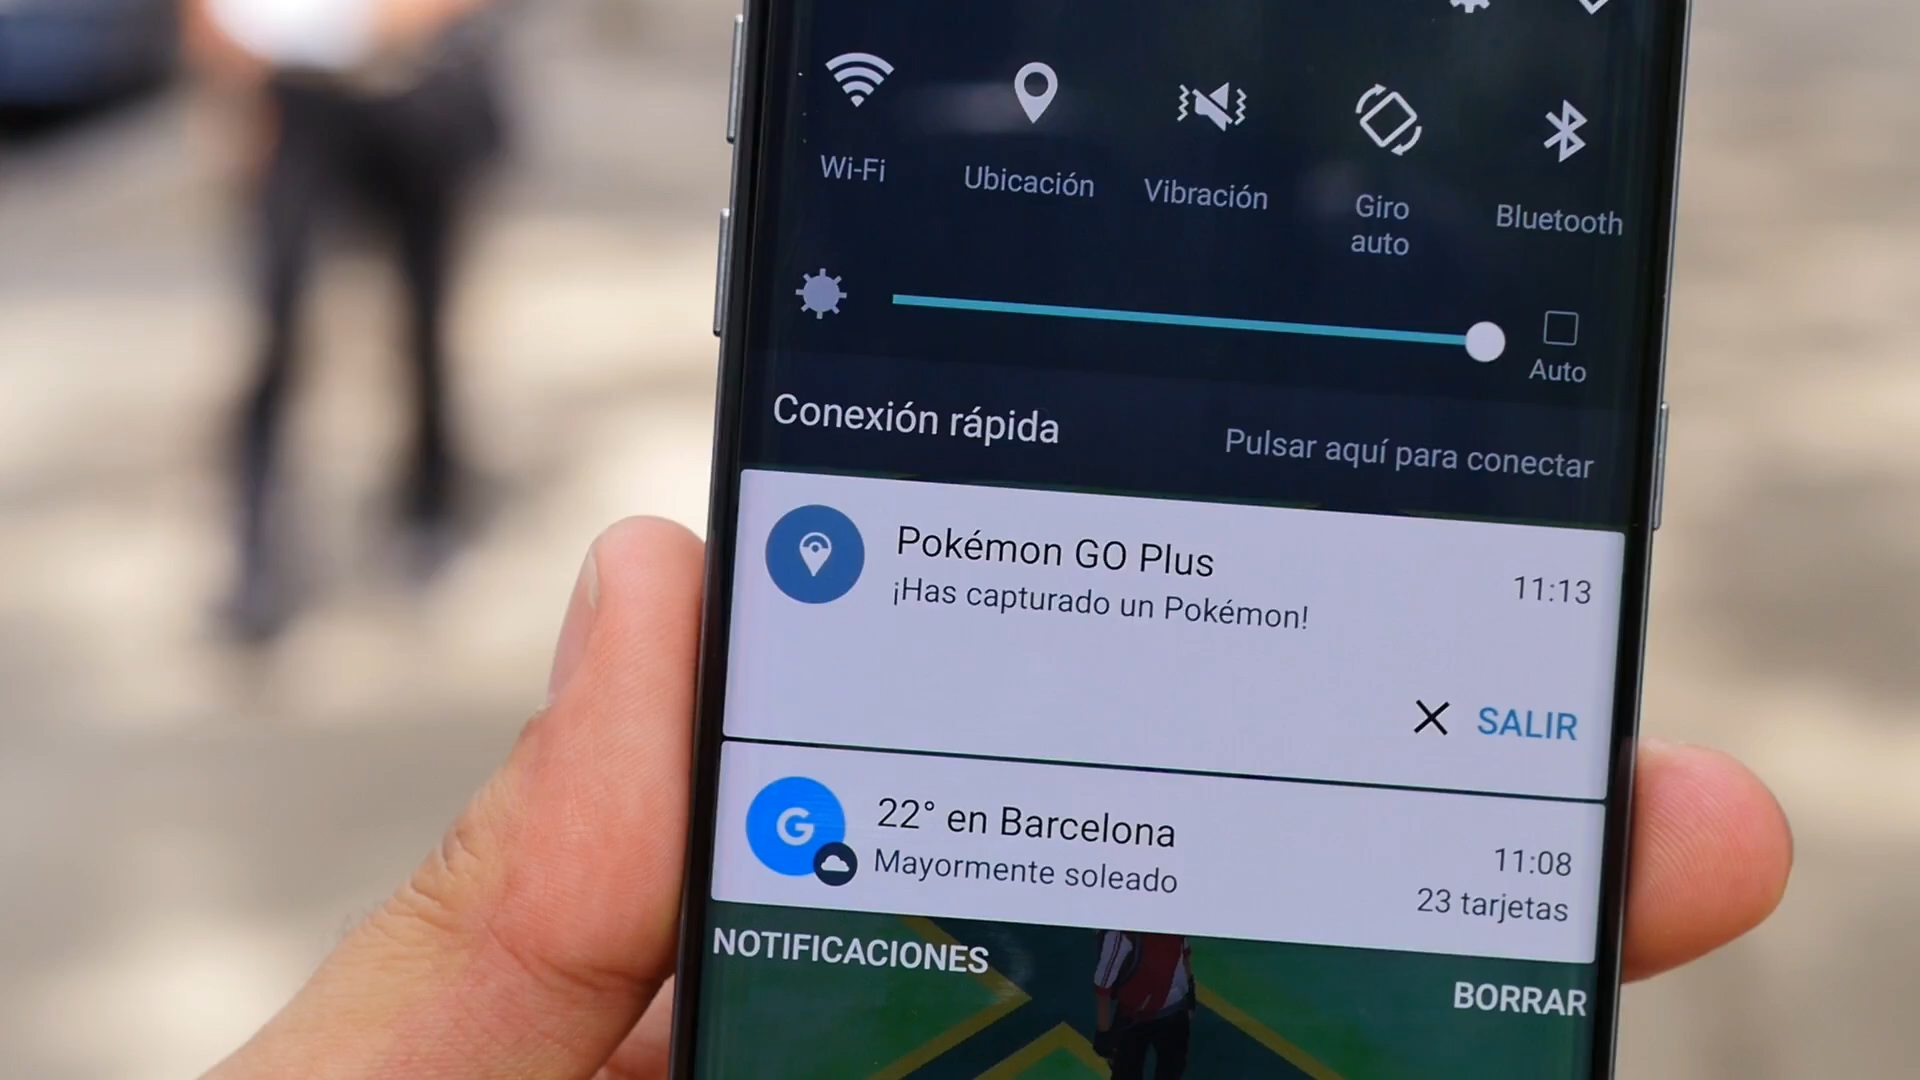 Wi-Fi
Ubicación
Vibración
Giro
auto
Bluetooth
Auto
Conexión rápida
Pulsar aquí para conectar
Pokémon GO Plus
11:13
¡Has capturado un Pokémon!
SALIR
G
22° en Barcelona
11:08
Mayormente soleado
23 tarjetas
NOTIFICACIONES
BORRAR